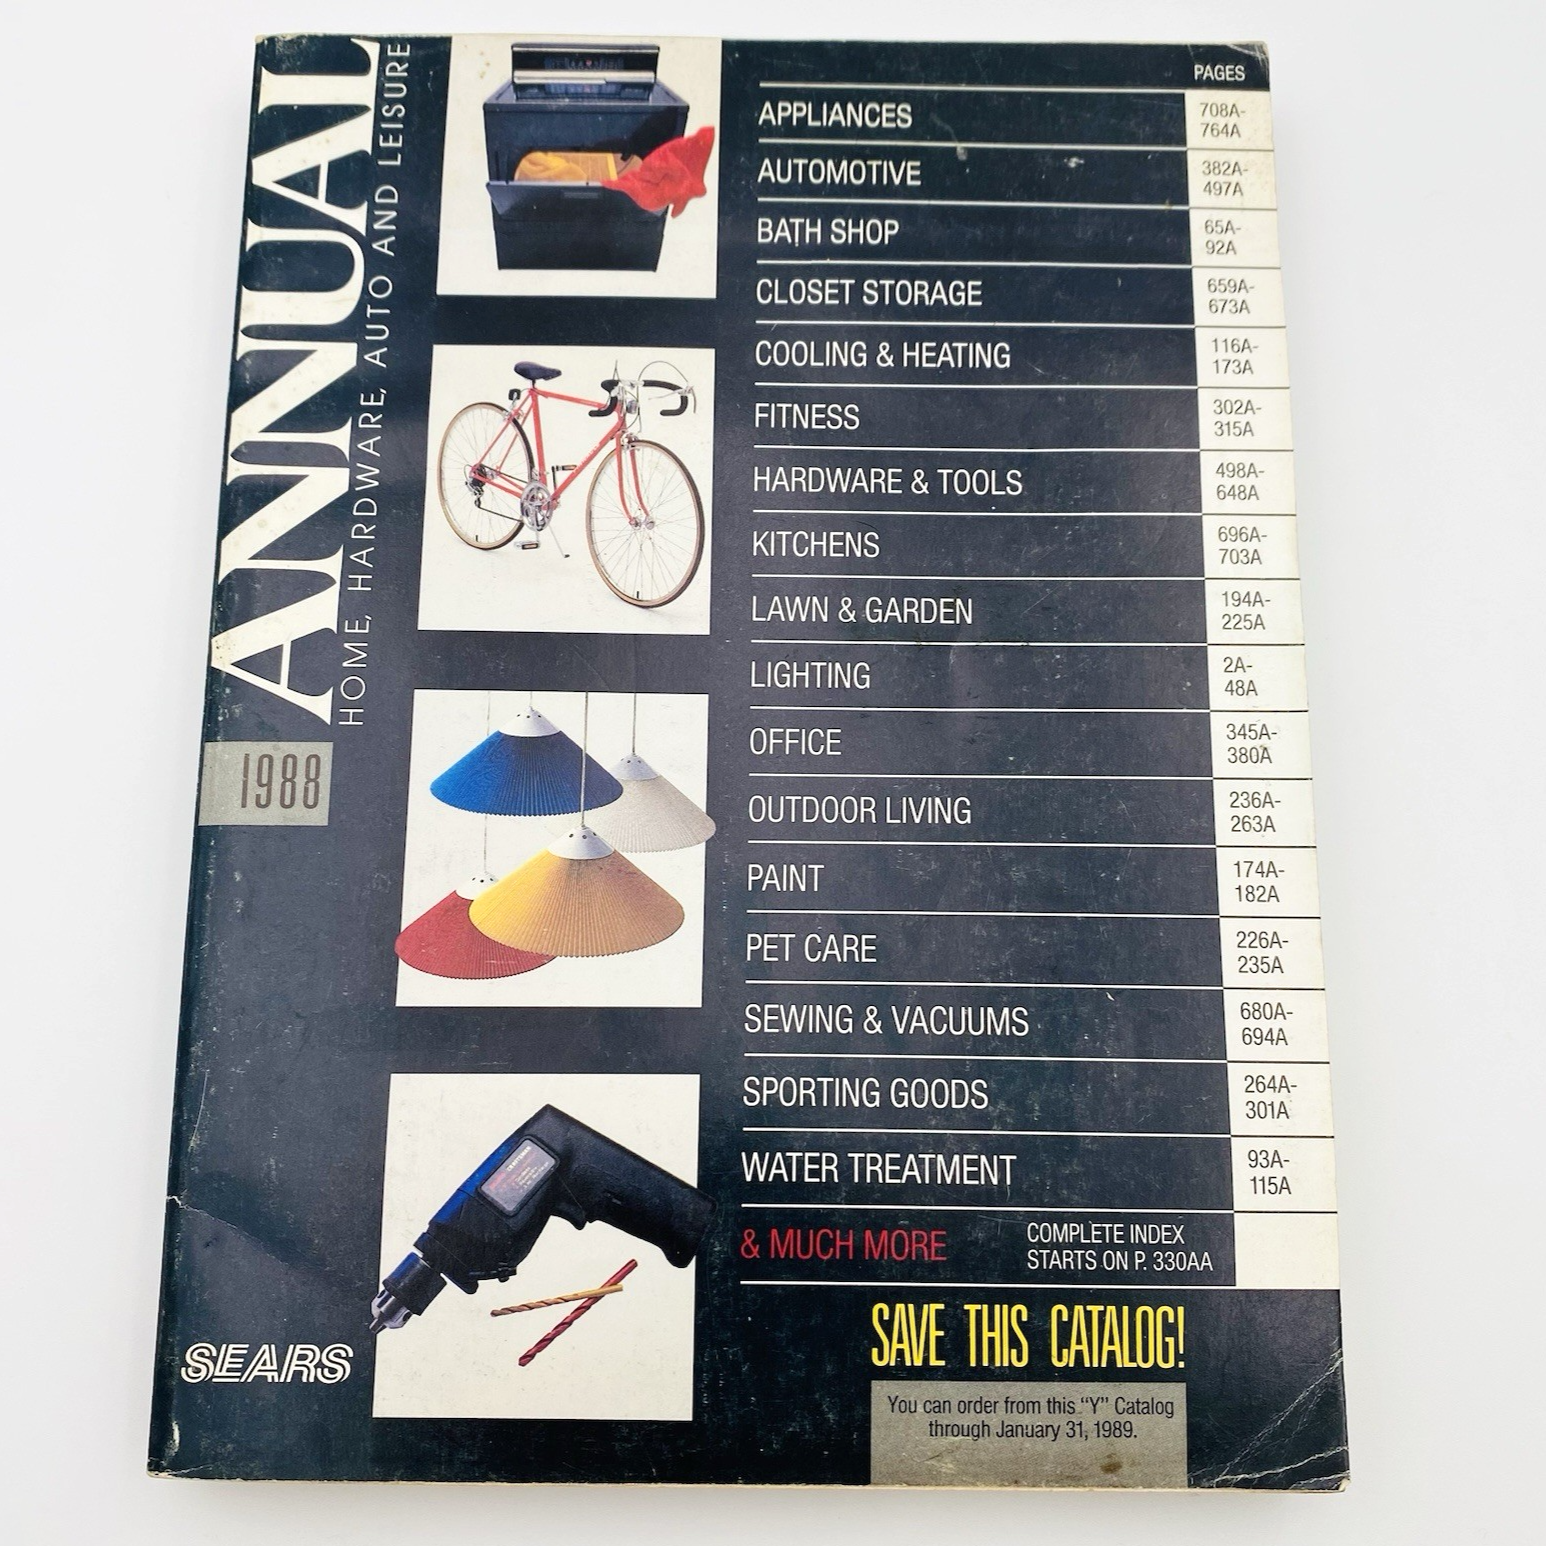 ANNUAL
HOME, HARDWARE, AUTO AND LEISURE
1988
SEARS
PAGES
APPLIANCES 708A-
764A
AUTOMOTIVE 382A-
497A
BATH SHOP 65A-
92A
CLOSET STORAGE 659A-
673A
COOLING & HEATING 116A-
173A
FITNESS 302A-
315A
HARDWARE & TOOLS 498A-
648A
KITCHENS 696A-
703A
LAWN & GARDEN 194A-
225A
LIGHTING 2A-
48A
OFFICE 345A-
380A
OUTDOOR LIVING 236A-
263A
PAINT 174A-
182A
PET CARE 226A-
235A
SEWING & VACUUMS 680A-
694A
SPORTING GOODS 264A-
301A
WATER TREATMENT 93A-
115A
& MUCH MORE COMPLETE INDEX
STARTS ON P. 330AA
SAVE THIS CATALOG!
You can order from this "Y" Catalog
through January 31, 1989.
CRAFTSMAN